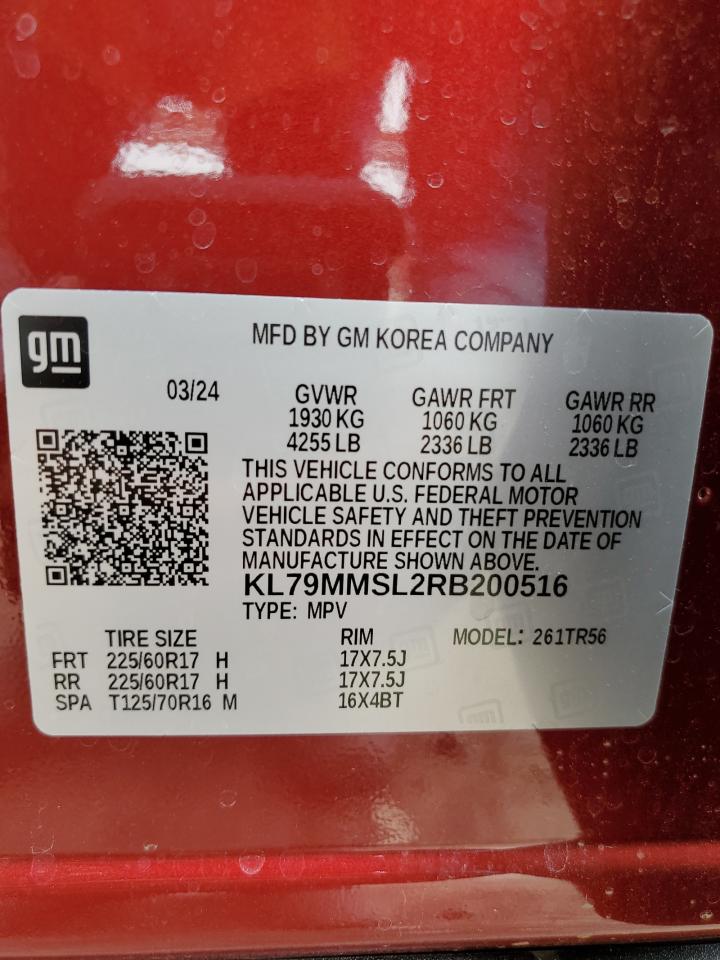 gm
MFD BY GM KOREA COMPANY
03/24
GVWR GAWR FRT GAWR RR
1930 KG 1060 KG 1060 KG
4255 LB 2336 LB 2336 LB
THIS VEHICLE CONFORMS TO ALL
APPLICABLE U.S. FEDERAL MOTOR
VEHICLE SAFETY AND THEFT PREVENTION
STANDARDS IN EFFECT ON THE DATE OF
MANUFACTURE SHOWN ABOVE.
KL79MMSL2RB200516
TYPE: MPV
TIRE SIZE RIM MODEL: 261TR56
FRT 225/60R17 H 17X7.5J
RR 225/60R17 H 17X7.5J
SPA T125/70R16 M 16X4BT